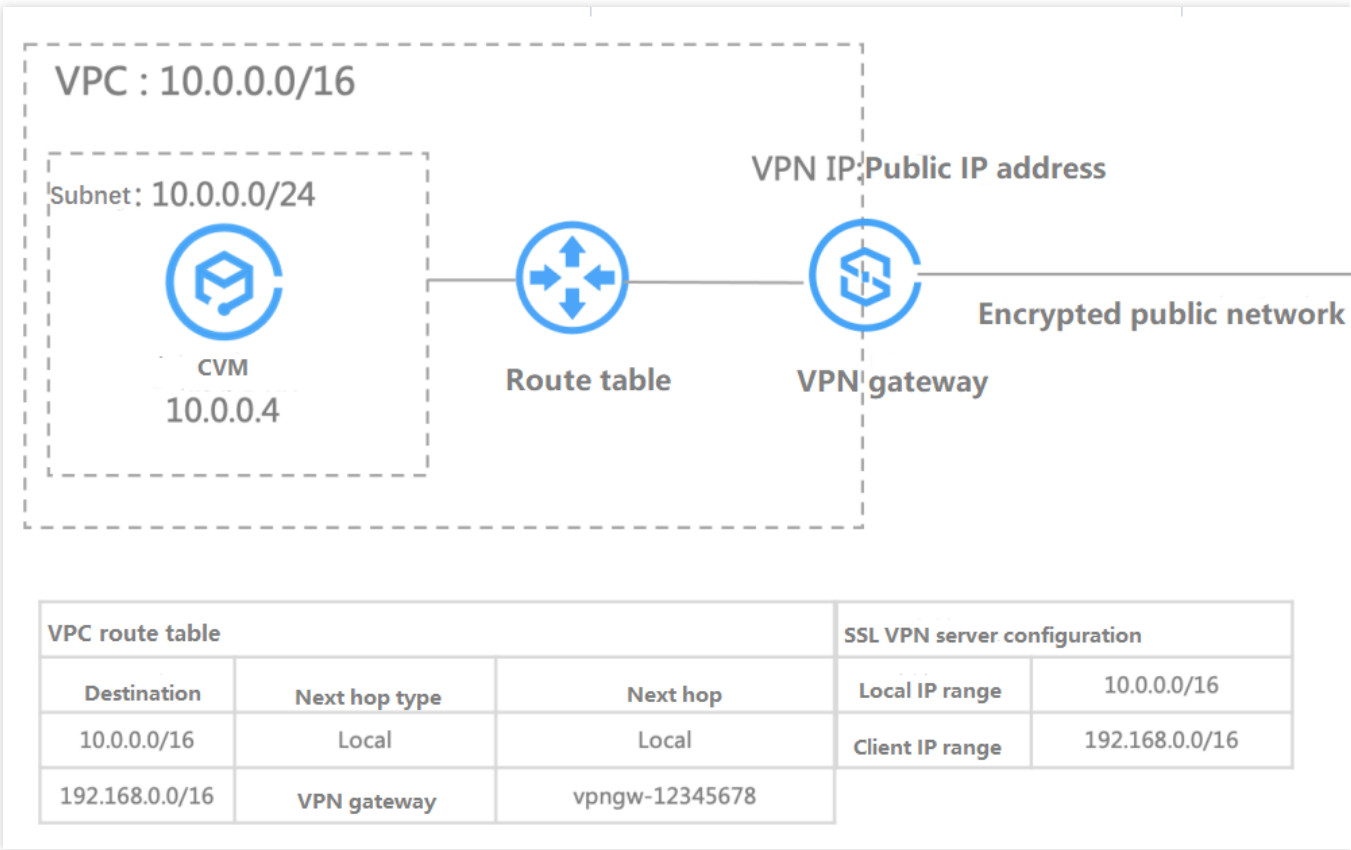 VPC : 10.0.0.0/16
VPN IP:Public IP address
Subnet: 10.0.0.0/24
Encrypted public network
CVM
Route table
VPN gateway
10.0.0.4
VPC route table
SSL VPN server configuration
Destination
Next hop type
Next hop
Local IP range
10.0.0.0/16
10.0.0.0/16
Local
Local
Client IP range
192.168.0.0/16
192.168.0.0/16
VPN gateway
vpngw-12345678